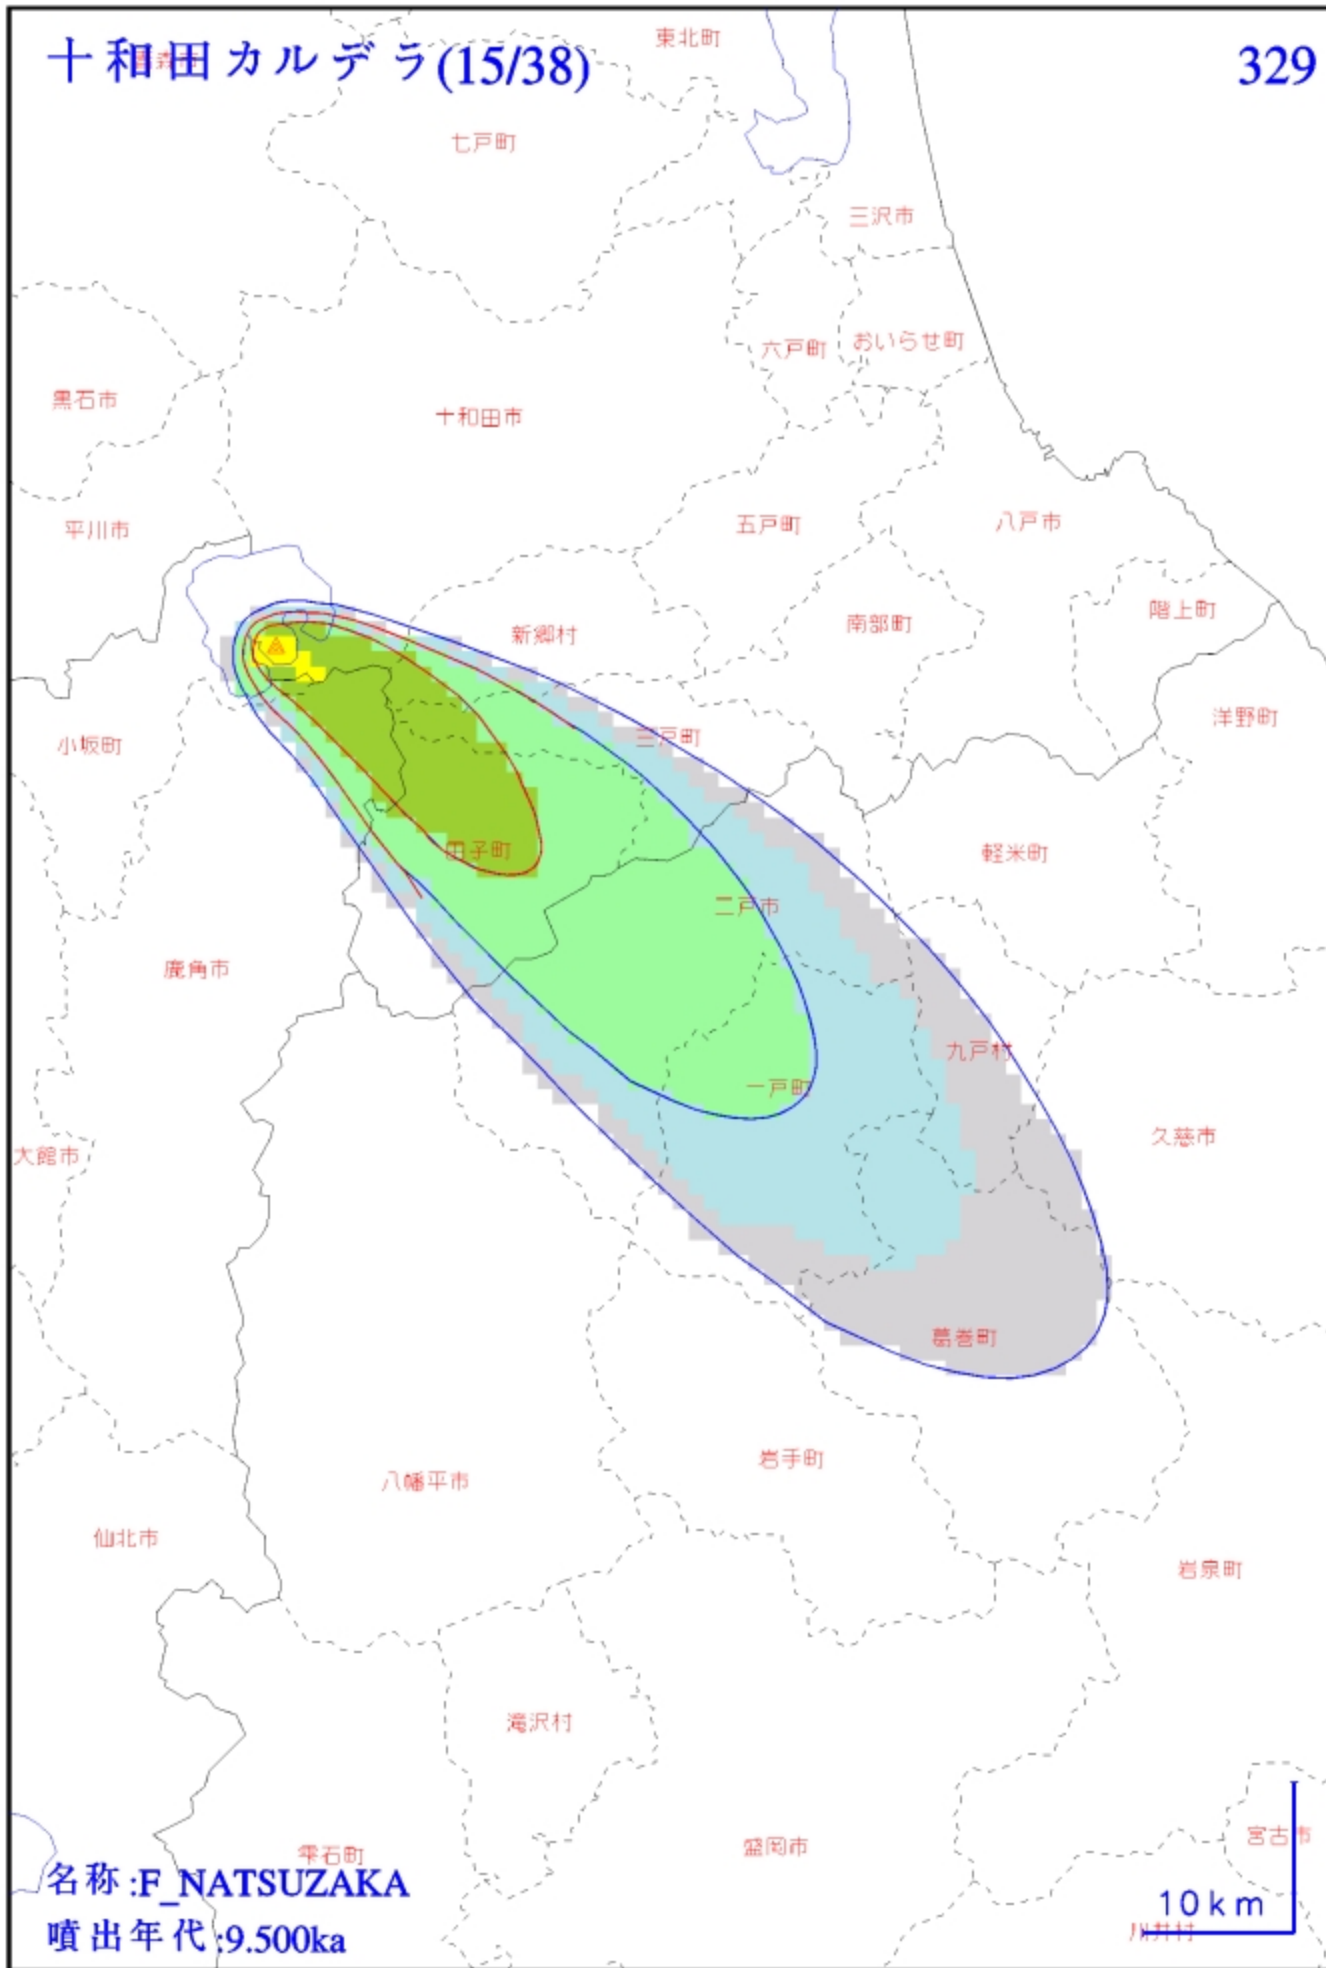 十和田カルデラ(15/38)
329
東北町
七戸町
三沢市
六戸町
おいらせ町
黒石市
十和田市
平川市
五戸町
八戸市
新郷村
南部町
階上町
小坂町
三戸町
洋野町
田子町
軽米町
二戸市
鹿角市
九戸村
一戸町
大館市
久慈市
葛巻町
岩手町
八幡平市
仙北市
岩泉町
滝沢村
雫石町
盛岡市
宮古市
名称:F_NATSUZAKA
10km
川井村
噴出年代:9.500ka